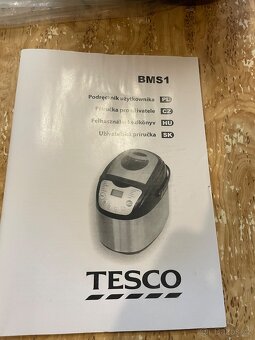 BMS1
Podręcznik użytkownika PL
Příručka pro uživatele CZ
Felhasználói kézikönyv HU
Užívateľská príručka SK
TESCO